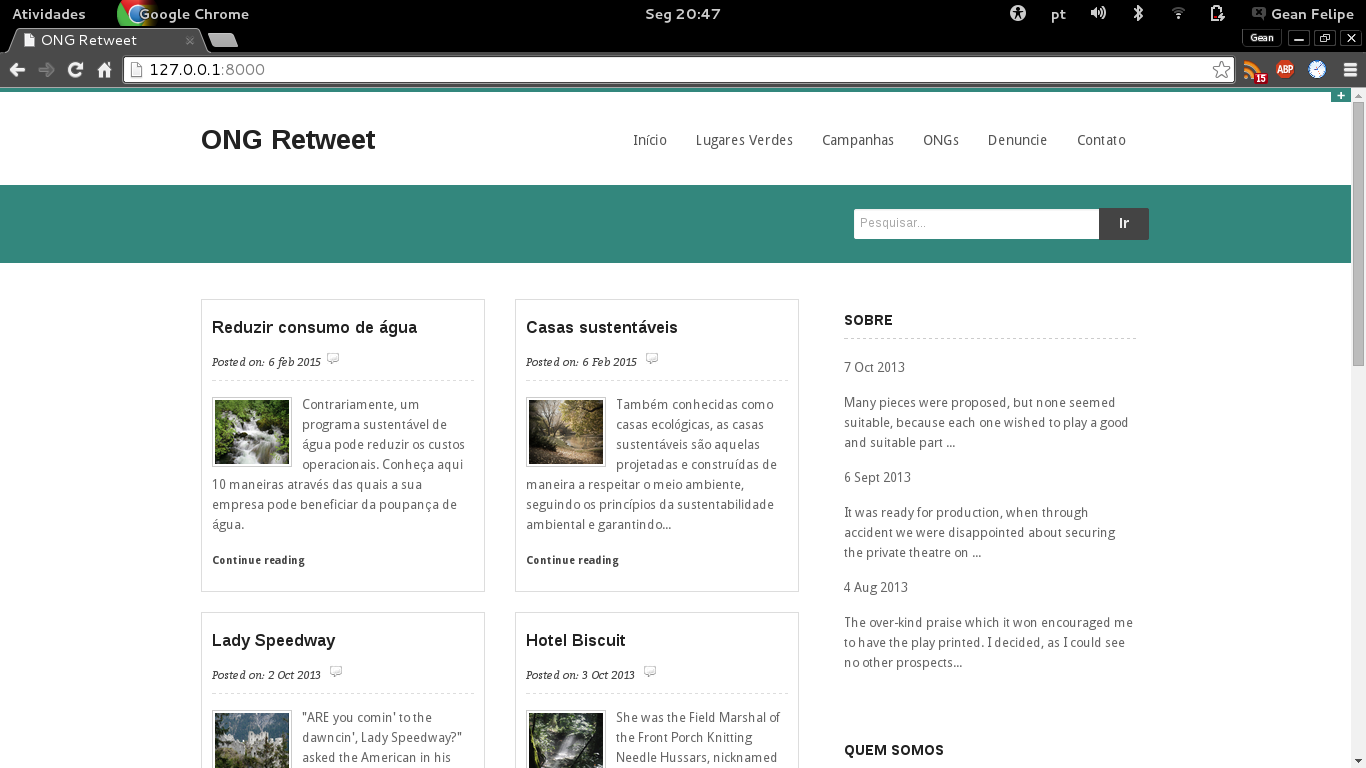 Atividades Google Chrome Seg 20:47 pt Gean Felipe
ONG Retweet Gean
127.0.0.1:8000 15 ABP
+
ONG Retweet Início Lugares Verdes Campanhas ONGs Denuncie Contato
Pesquisar... Ir
Reduzir consumo de água
Posted on: 6 feb 2015
Contrariamente, um
programa sustentável de
água pode reduzir os custos
operacionais. Conheça aqui
10 maneiras através das quais a sua
empresa pode beneficiar da poupança de
água.
Continue reading
Casas sustentáveis
Posted on: 6 Feb 2015
Também conhecidas como
casas ecológicas, as casas
sustentáveis são aquelas
projetadas e construídas de
maneira a respeitar o meio ambiente,
seguindo os princípios da sustentabilidade
ambiental e garantindo...
Continue reading
Lady Speedway
Posted on: 2 Oct 2013
"ARE you comin' to the
dawncin', Lady Speedway?"
asked the American in his
Hotel Biscuit
Posted on: 3 Oct 2013
She was the Field Marshal of
the Front Porch Knitting
Needle Hussars, nicknamed
SOBRE
7 Oct 2013
Many pieces were proposed, but none seemed
suitable, because each one wished to play a good
and suitable part ...
6 Sept 2013
It was ready for production, when through
accident we were disappointed about securing
the private theatre on ...
4 Aug 2013
The over-kind praise which it won encouraged me
to have the play printed. I decided, as I could see
no other prospects...
QUEM SOMOS